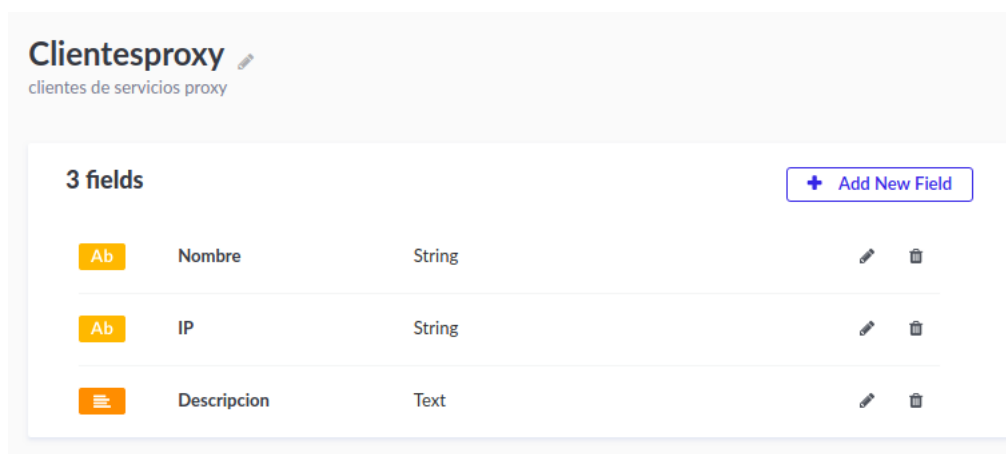 Clientesproxy
clientes de servicios proxy
3 fields
+ Add New Field
Ab Nombre String
Ab IP String
Descripcion Text